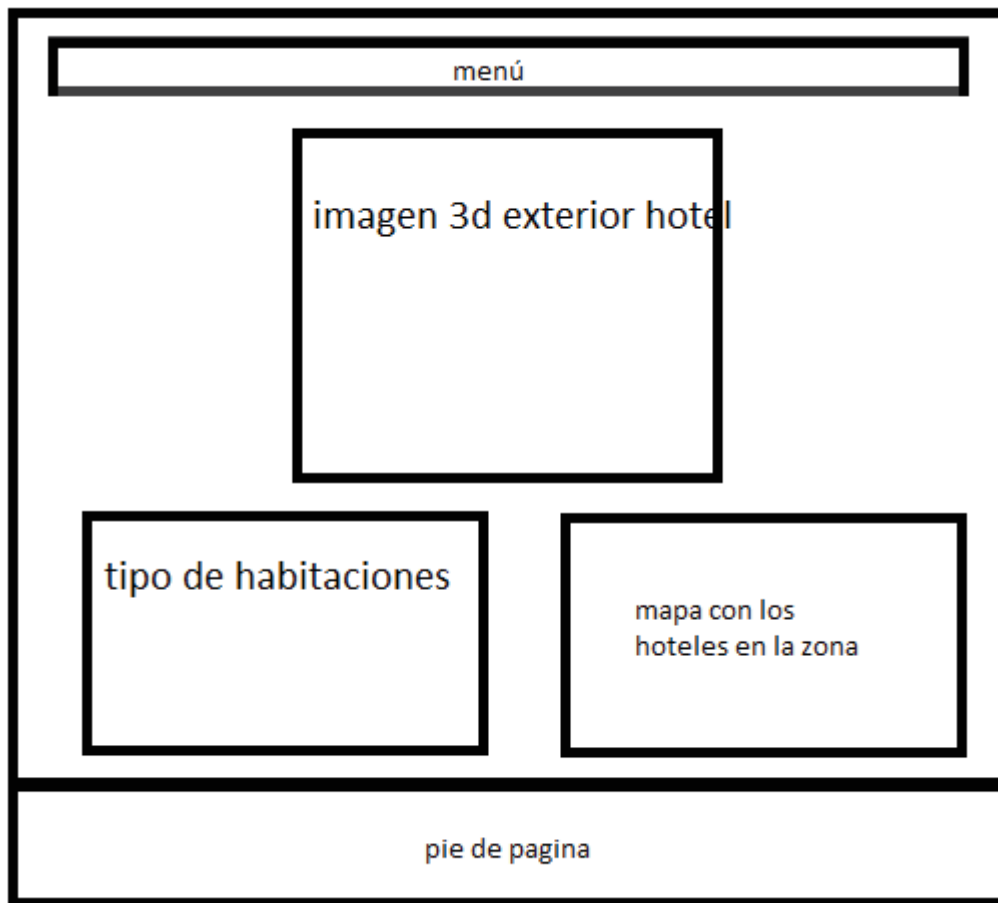 menú
imagen 3d exterior hotel
tipo de habitaciones
mapa con los
hoteles en la zona
pie de pagina